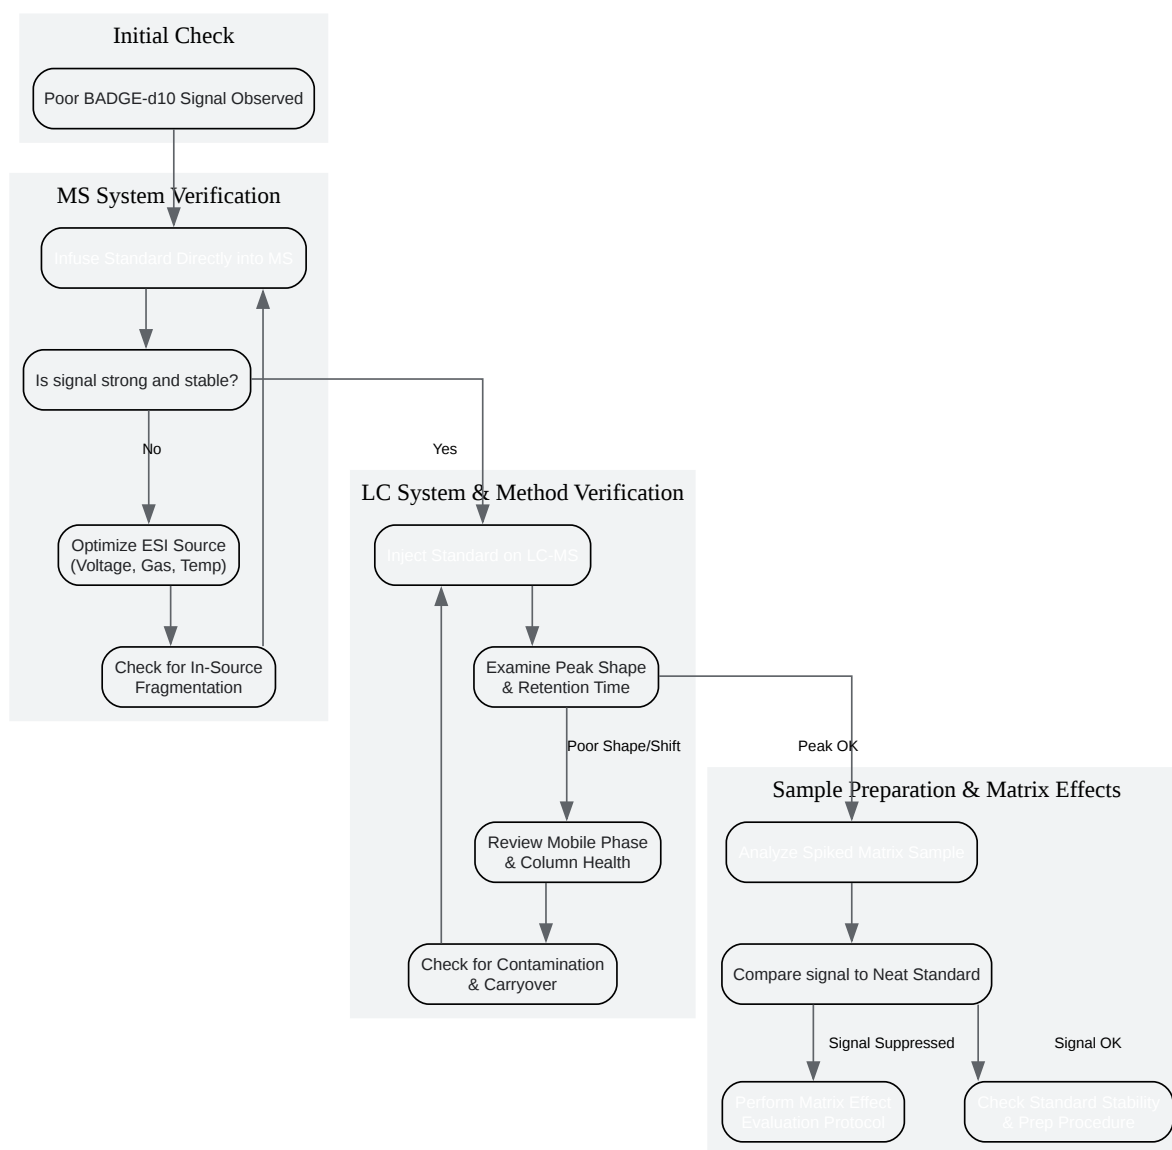 Initial Check
Poor BADGE-d10 Signal Observed
MS System Verification
Infuse Standard Directly into MS
Is signal strong and stable?
No
Yes
Optimize ESI Source
(Voltage, Gas, Temp)
Check for In-Source
Fragmentation
LC System & Method Verification
Inject Standard on LC-MS
Examine Peak Shape
& Retention Time
Poor Shape/Shift
Peak OK
Review Mobile Phase
& Column Health
Check for Contamination
& Carryover
Sample Preparation & Matrix Effects
Analyze Spiked Matrix Sample
Compare signal to Neat Standard
Signal Suppressed
Signal OK
Perform Matrix Effect
Evaluation Protocol
Check Standard Stability
& Prep Procedure